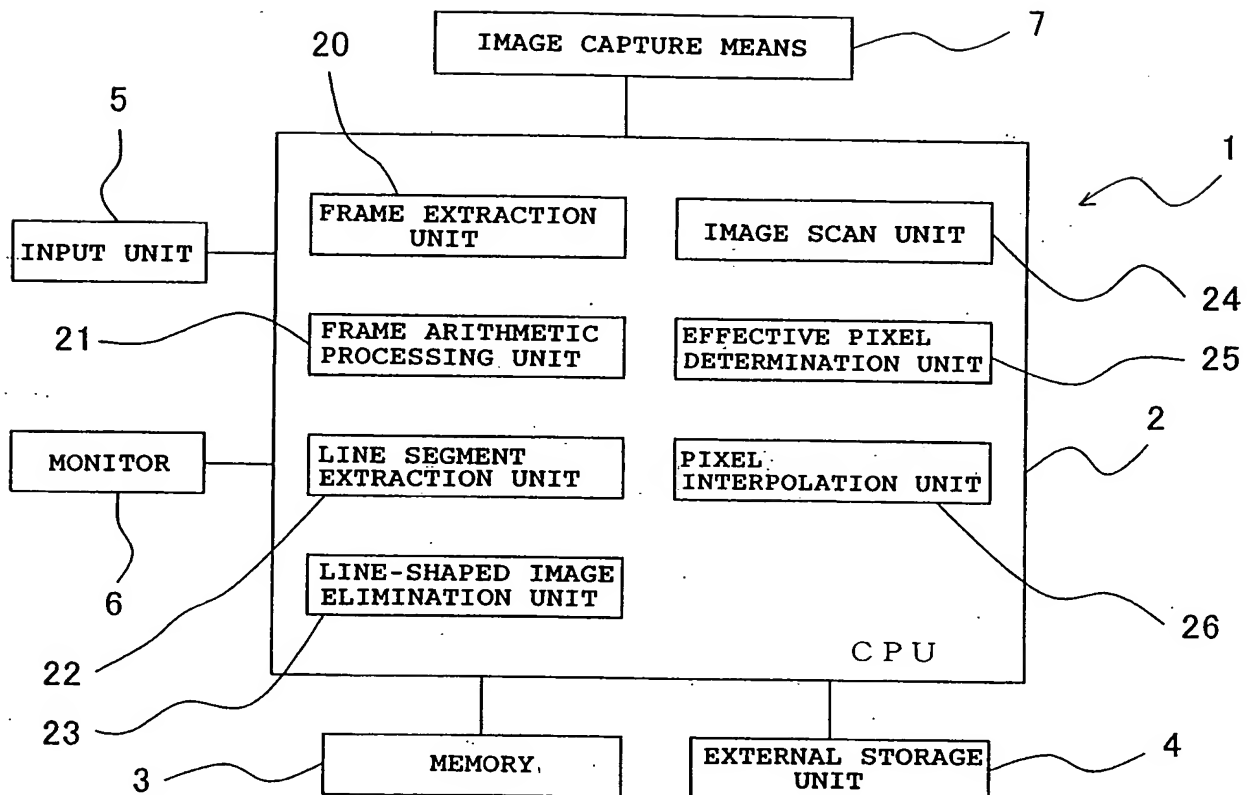 7
IMAGE CAPTURE MEANS
20
5
1
FRAME EXTRACTION
UNIT
IMAGE SCAN UNIT
INPUT UNIT
24
21
FRAME ARITHMETIC
PROCESSING UNIT
EFFECTIVE PIXEL
DETERMINATION UNIT
25
2
MONITOR
LINE SEGMENT
EXTRACTION UNIT
PIXEL
INTERPOLATION UNIT
6
LINE-SHAPED IMAGE
ELIMINATION UNIT
26
22
CPU
23
3
MEMORY
EXTERNAL STORAGE
UNIT
4